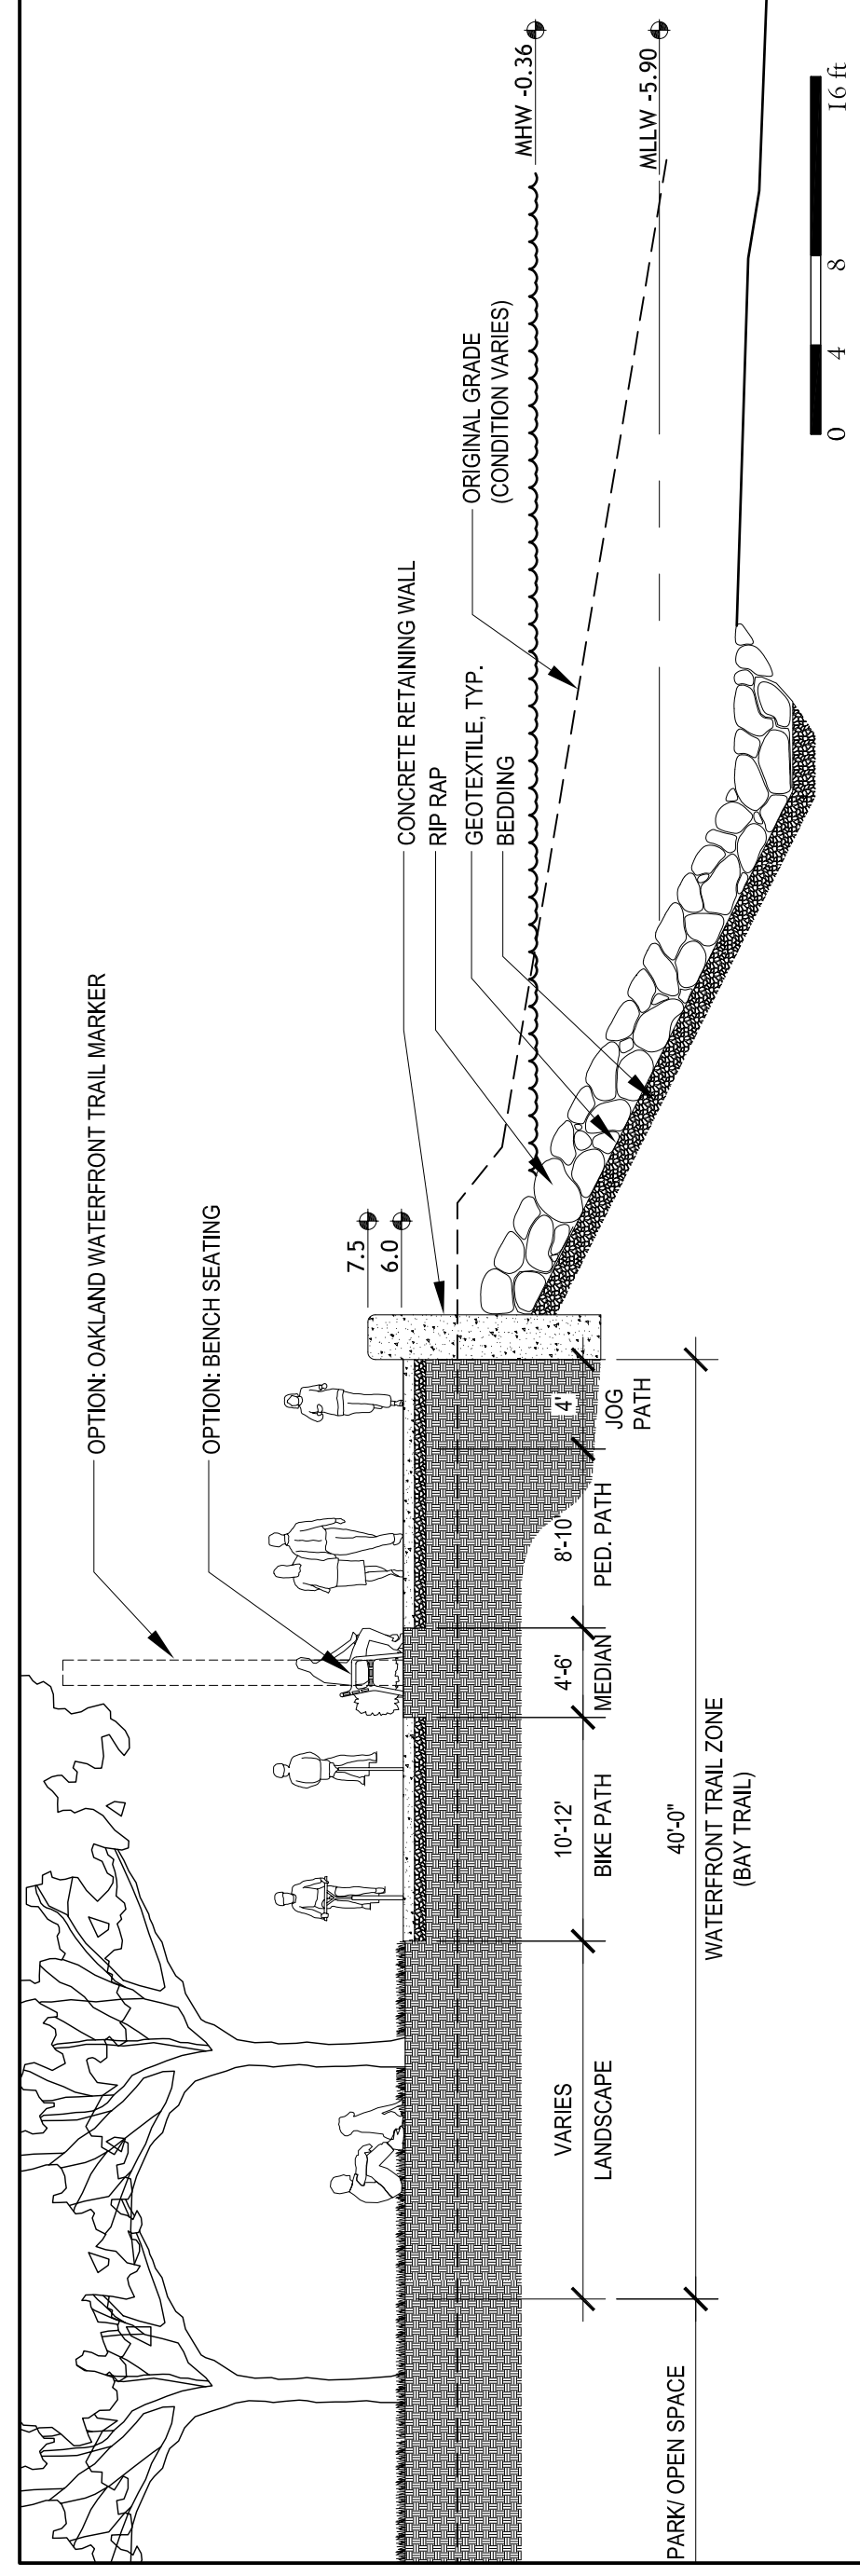 OPTION: OAKLAND WATERFRONT TRAIL MARKER
OPTION: BENCH SEATING
7.5
6.0
CONCRETE RETAINING WALL
RIP RAP
GEOTEXTILE, TYP.
BEDDING
ORIGINAL GRADE
(CONDITION VARIES)
MHW -0.36
MLLW -5.90
VARIES
LANDSCAPE
10'-12'
BIKE PATH
4'-6'
MEDIAN
8'-10'
PED. PATH
4'
JOG
PATH
PARK/ OPEN SPACE
40'-0"
WATERFRONT TRAIL ZONE
(BAY TRAIL)
0 4 8 16 ft